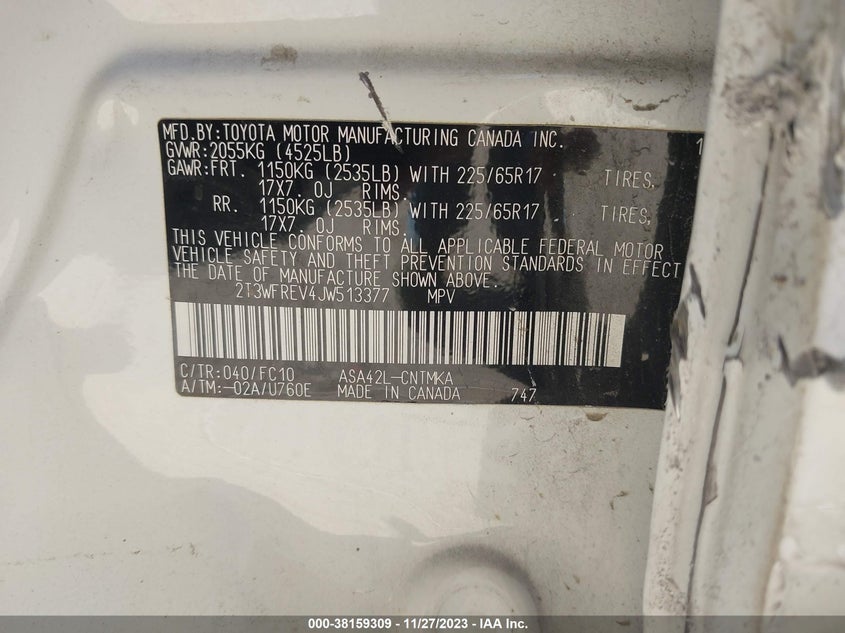 MFD.BY:TOYOTA MOTOR MANUFACTURING CANADA INC. 1
GVWR:2055KG (4525LB)
GAWR:FRT. 1150KG (2535LB) WITH 225/65R17 TIRES,
17X7. 0J RIMS.
RR. 1150KG (2535LB) WITH 225/65R17 TIRES,
17X7 0J RIMS.
THIS VEHICLE CONFORMS TO ALL APPLICABLE FEDERAL MOTOR
VEHICLE SAFETY AND THEFT PREVENTION STANDARDS IN EFFECT
THE DATE OF MANUFACTURE SHOWN ABOVE.
2T3WFREV4JW513377 MPV
C/TR:040/FC10 ASA42L-CNTMKA
A/TM:-02A/U760E MADE IN CANADA 747
000-38159309 - 11/27/2023 - IAA Inc.